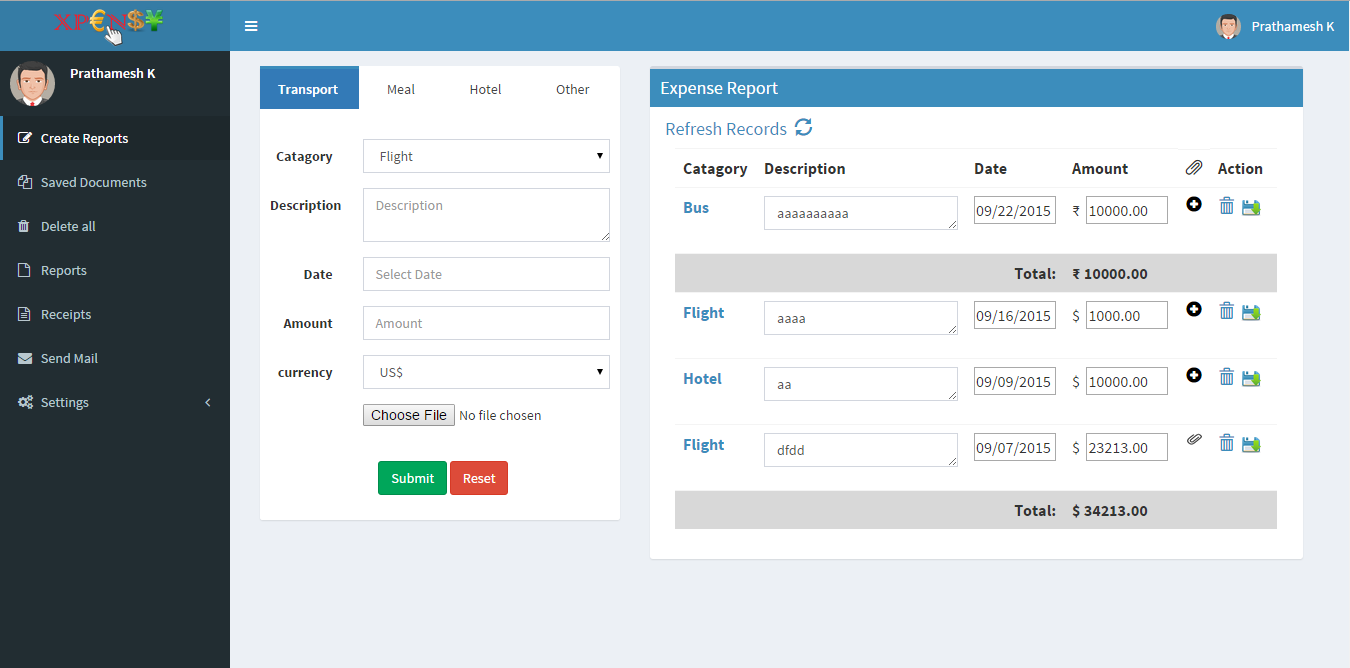 XP€N$¥
Prathamesh K
Prathamesh K
Create Reports
Saved Documents
Delete all
Reports
Receipts
Send Mail
Settings
Transport Meal Hotel Other
Catagory Flight
Description Description
Date Select Date
Amount Amount
currency US$
Choose File No file chosen
Submit Reset
Expense Report
Refresh Records
Catagory Description Date Amount Action
Bus aaaaaaaaaa 09/22/2015 ₹ 10000.00
Total: ₹ 10000.00
Flight aaaa 09/16/2015 $ 1000.00
Hotel aa 09/09/2015 $ 10000.00
Flight dfdd 09/07/2015 $ 23213.00
Total: $ 34213.00